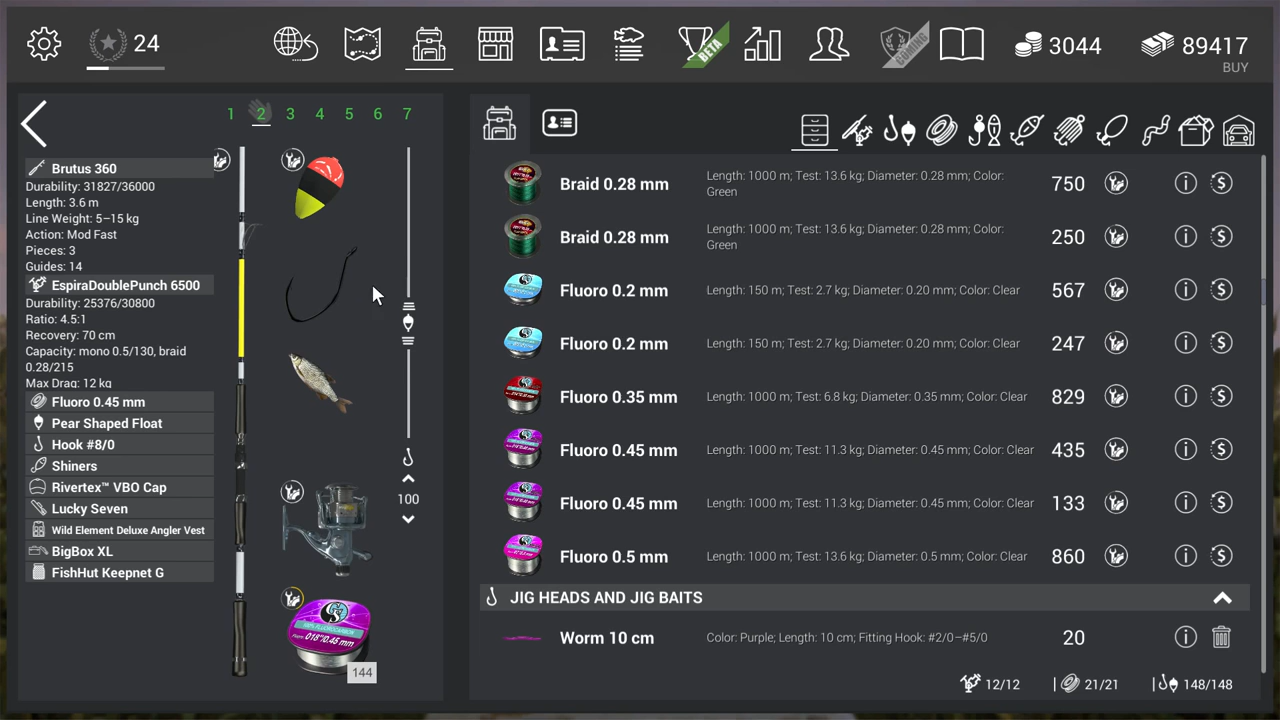 24
BETA
COMING
3044
89417
BUY
1 2 3 4 5 6 7
Brutus 360
Durability: 31827/36000
Length: 3.6 m
Line Weight: 5–15 kg
Action: Mod Fast
Pieces: 3
Guides: 14
EspiraDoublePunch 6500
Durability: 25376/30800
Ratio: 4.5:1
Recovery: 70 cm
Capacity: mono 0.5/130, braid
0.28/215
Max Drag: 12 kg
Fluoro 0.45 mm
Pear Shaped Float
Hook #8/0
Shiners
Rivertex™ VBO Cap
Lucky Seven
Wild Element Deluxe Angler Vest
BigBox XL
FishHut Keepnet G
100
018"/0.45 mm
144
Braid 0.28 mm Length: 1000 m; Test: 13.6 kg; Diameter: 0.28 mm; Color: 750
Green
Braid 0.28 mm Length: 1000 m; Test: 13.6 kg; Diameter: 0.28 mm; Color: 250
Green
Fluoro 0.2 mm Length: 150 m; Test: 2.7 kg; Diameter: 0.20 mm; Color: Clear 567
Fluoro 0.2 mm Length: 150 m; Test: 2.7 kg; Diameter: 0.20 mm; Color: Clear 247
Fluoro 0.35 mm Length: 1000 m; Test: 6.8 kg; Diameter: 0.35 mm; Color: Clear 829
Fluoro 0.45 mm Length: 1000 m; Test: 11.3 kg; Diameter: 0.45 mm; Color: Clear 435
Fluoro 0.45 mm Length: 1000 m; Test: 11.3 kg; Diameter: 0.45 mm; Color: Clear 133
Fluoro 0.5 mm Length: 1000 m; Test: 13.6 kg; Diameter: 0.5 mm; Color: Clear 860
JIG HEADS AND JIG BAITS
Worm 10 cm Color: Purple; Length: 10 cm; Fitting Hook: #2/0–#5/0 20
12/12 | 21/21 | 148/148